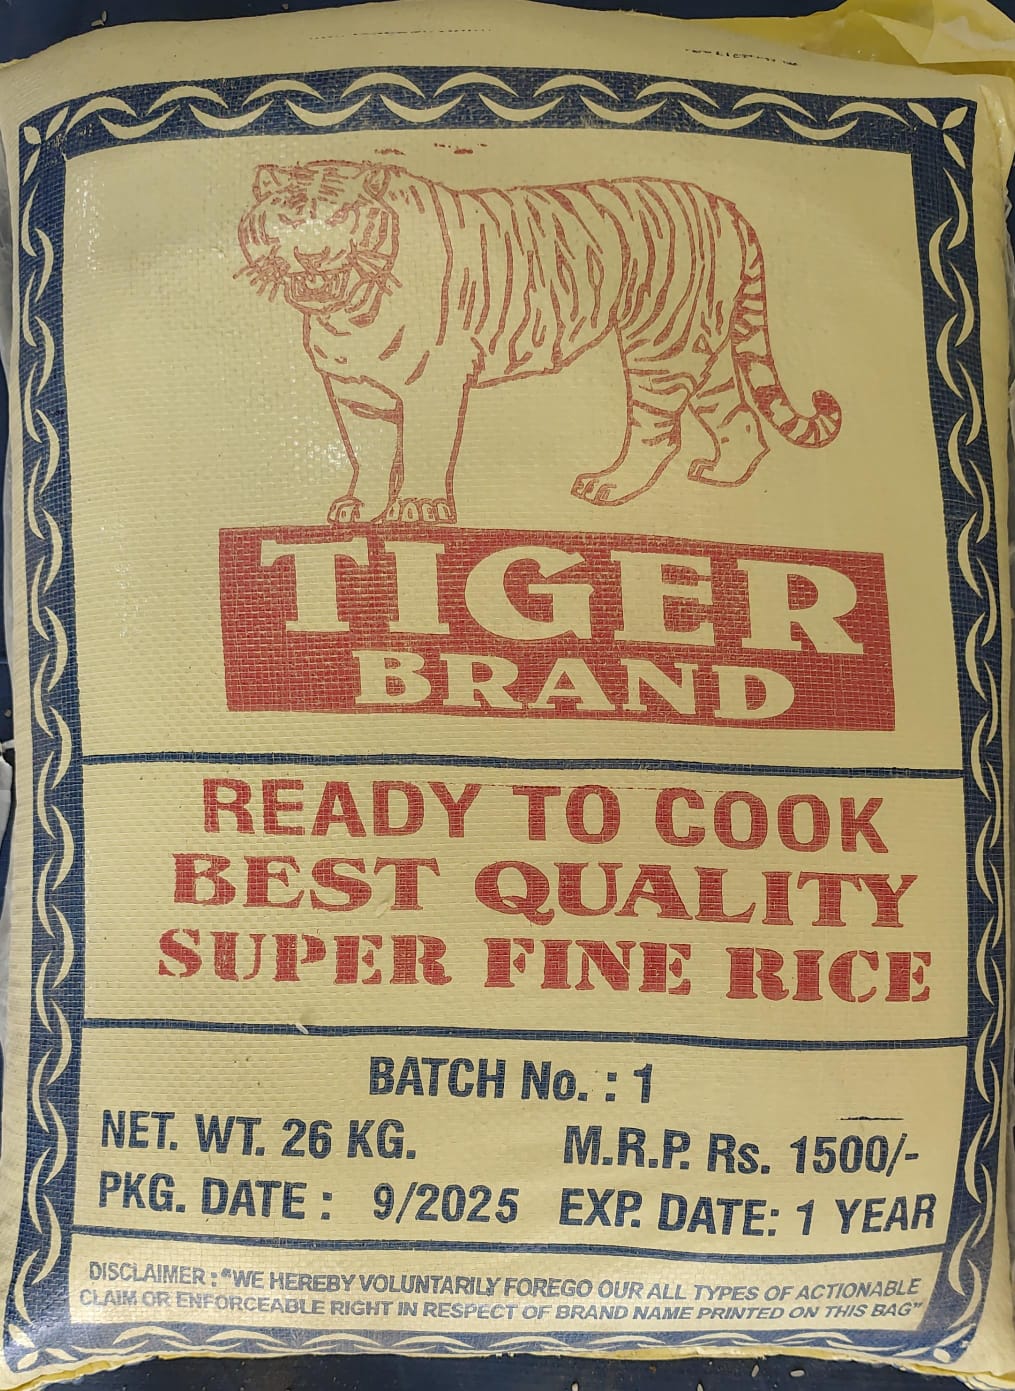 TIGER
BRAND
READY TO COOK
BEST QUALITY
SUPER FINE RICE
BATCH No. : 1
NET. WT. 26 KG. M.R.P. Rs. 1500/-
PKG. DATE : 9/2025 EXP. DATE: 1 YEAR
DISCLAIMER : "WE HEREBY VOLUNTARILY FOREGO OUR ALL TYPES OF ACTIONABLE
CLAIM OR ENFORCEABLE RIGHT IN RESPECT OF BRAND NAME PRINTED ON THIS BAG"